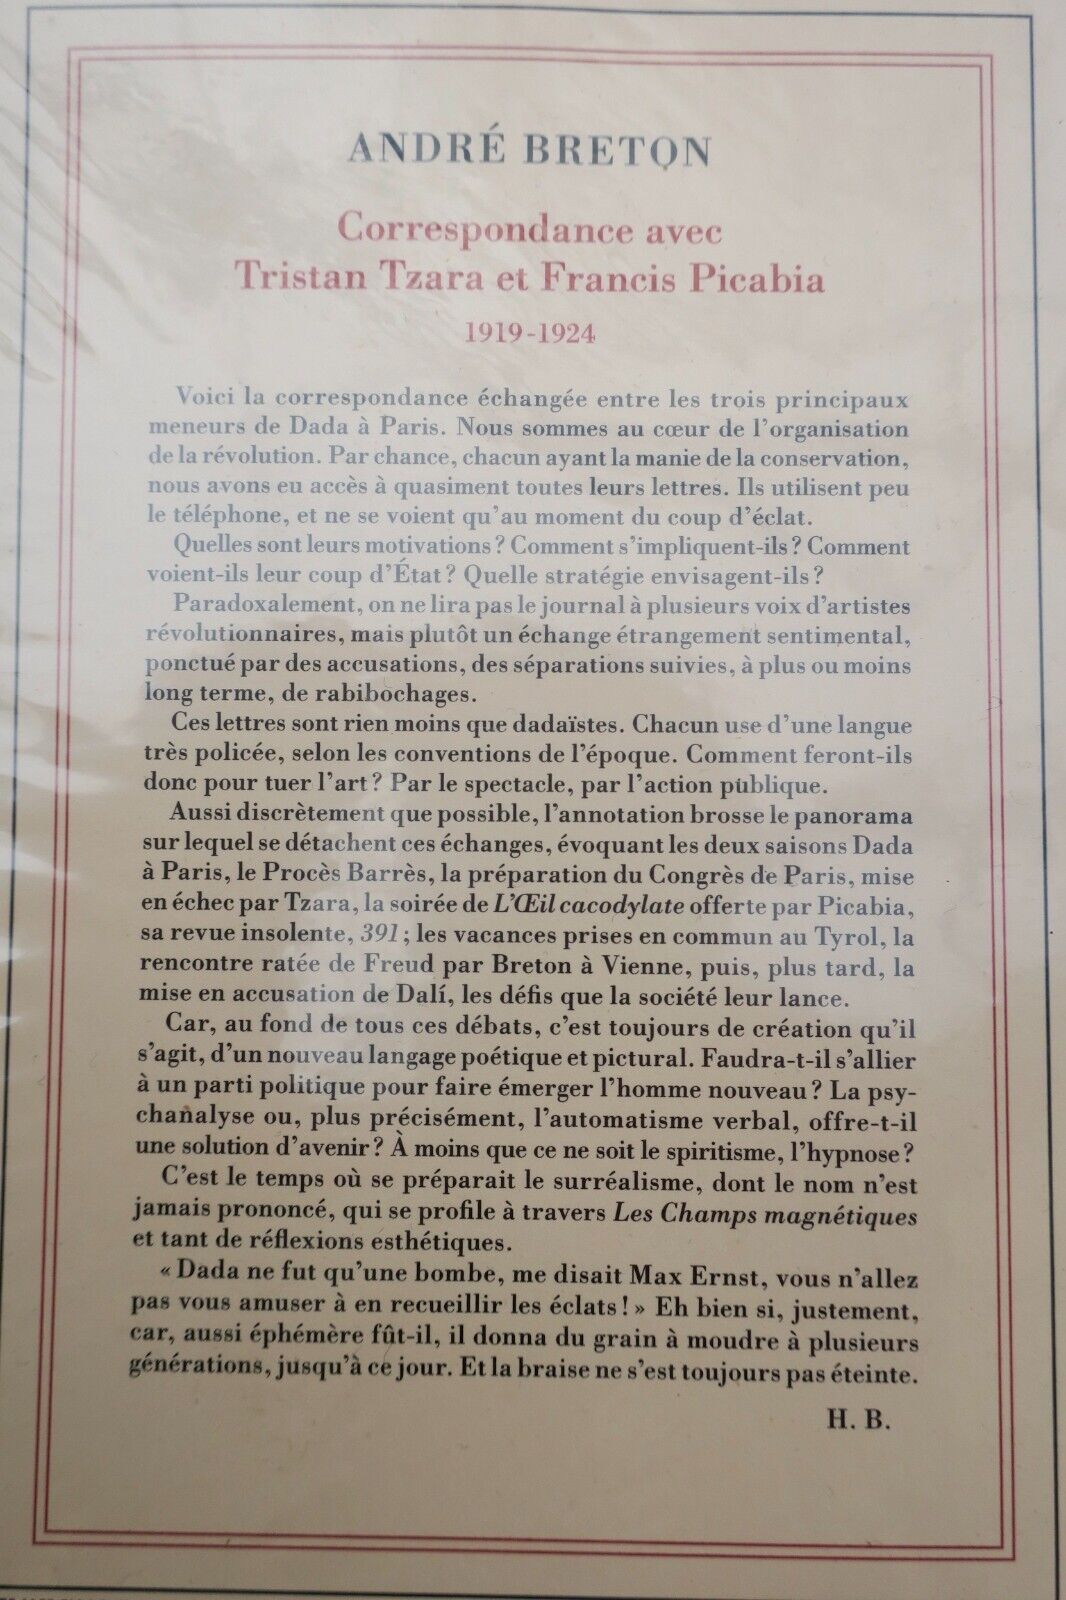 ANDRÉ BRETON
Correspondance avec
Tristan Tzara et Francis Picabia
1919-1924
Voici la correspondance échangée entre les trois principaux
meneurs de Dada à Paris. Nous sommes au cœur de l'organisation
de la révolution. Par chance, chacun ayant la manie de la conservation,
nous avons eu accès à quasiment toutes leurs lettres. Ils utilisent peu
le téléphone, et ne se voient qu'au moment du coup d'éclat.
Quelles sont leurs motivations ? Comment s'impliquent-ils ? Comment
voient-ils leur coup d'État ? Quelle stratégie envisagent-ils ?
Paradoxalement, on ne lira pas le journal à plusieurs voix d'artistes
révolutionnaires, mais plutôt un échange étrangement sentimental,
ponctué par des accusations, des séparations suivies, à plus ou moins
long terme, de rabibochages.
Ces lettres sont rien moins que dadaïstes. Chacun use d'une langue
très policée, selon les conventions de l'époque. Comment feront-ils
donc pour tuer l'art ? Par le spectacle, par l'action publique.
Aussi discrètement que possible, l'annotation brosse le panorama
sur lequel se détachent ces échanges, évoquant les deux saisons Dada
à Paris, le Procès Barrès, la préparation du Congrès de Paris, mise
en échec par Tzara, la soirée de L'Œil cacodylate offerte par Picabia,
sa revue insolente, 391 ; les vacances prises en commun au Tyrol, la
rencontre ratée de Freud par Breton à Vienne, puis, plus tard, la
mise en accusation de Dalí, les défis que la société leur lance.
Car, au fond de tous ces débats, c'est toujours de création qu'il
s'agit, d'un nouveau langage poétique et pictural. Faudra-t-il s'allier
à un parti politique pour faire émerger l'homme nouveau ? La psy-
chanalyse ou, plus précisément, l'automatisme verbal, offre-t-il
une solution d'avenir ? À moins que ce ne soit le spiritisme, l'hypnose ?
C'est le temps où se préparait le surréalisme, dont le nom n'est
jamais prononcé, qui se profile à travers Les Champs magnétiques
et tant de réflexions esthétiques.
« Dada ne fut qu'une bombe, me disait Max Ernst, vous n'allez
pas vous amuser à en recueillir les éclats ! » Eh bien si, justement,
car, aussi éphémère fût-il, il donna du grain à moudre à plusieurs
générations, jusqu'à ce jour. Et la braise ne s'est toujours pas éteinte.
H. B.